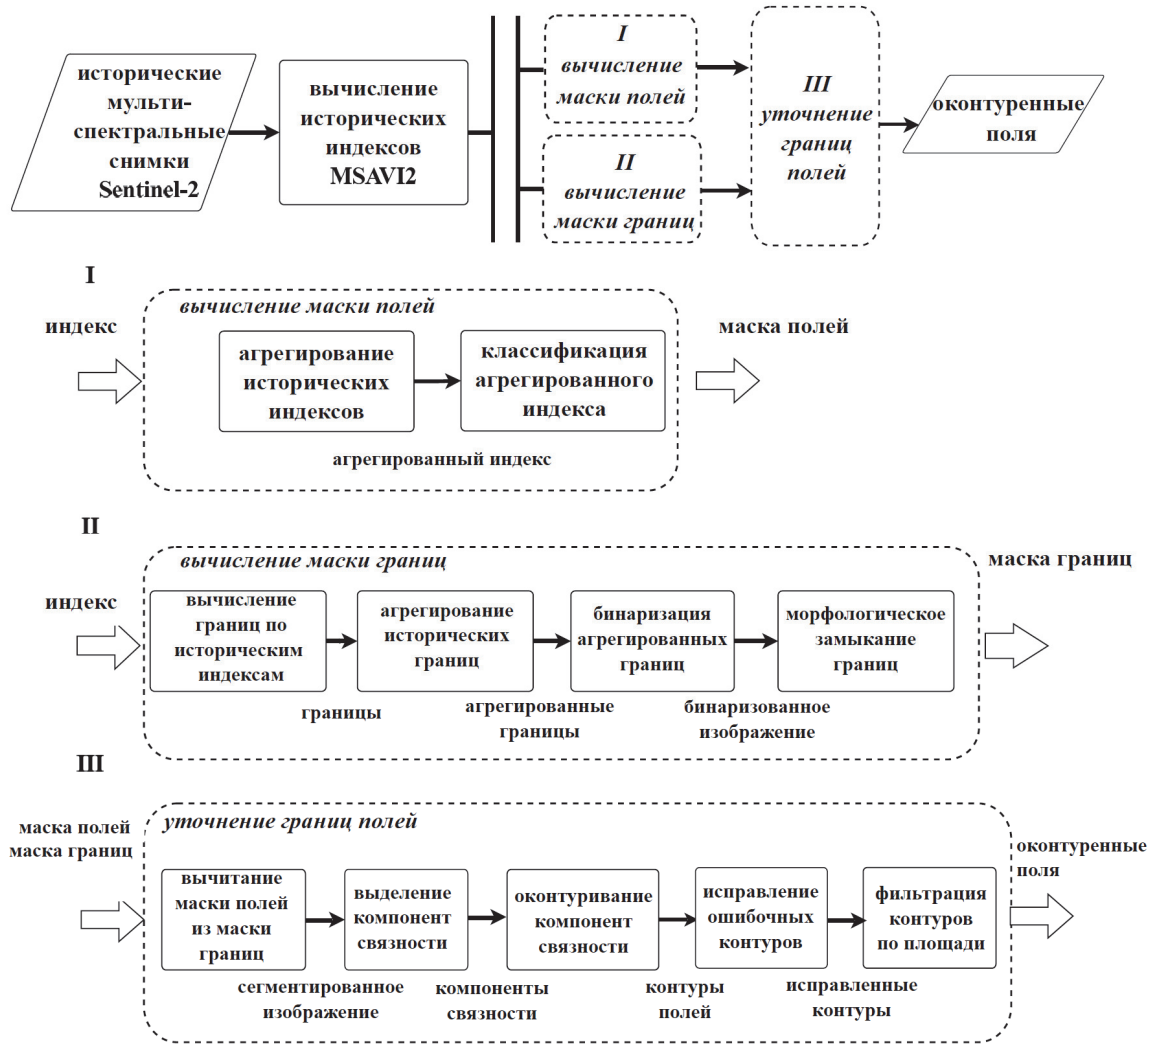 исторические
мульти-
спектральные
снимки
Sentinel-2
вычисление
исторических
индексов
MSAVI2
I
вычисление
маски полей
II
вычисление
маски границ
III
уточнение
границ
полей
оконтуренные
поля
I
вычисление маски полей
индекс
агрегирование
исторических
индексов
классификация
агрегированного
индекса
агрегированный индекс
маска полей
II
вычисление маски границ
индекс
вычисление
границ по
историческим
индексам
границы
агрегирование
исторических
границ
агрегированные
границы
бинаризация
агрегированных
границ
бинаризованное
изображение
морфологическое
замыкание
границ
маска границ
III
уточнение границ полей
маска полей
маска границ
вычитание
маски полей
из маски
границ
сегментированное
изображение
выделение
компонент
связности
компоненты
связности
оконтуривание
компонент
связности
контуры
полей
исправление
ошибочных
контуров
исправленные
контуры
фильтрация
контуров
по площади
оконтуренные
поля